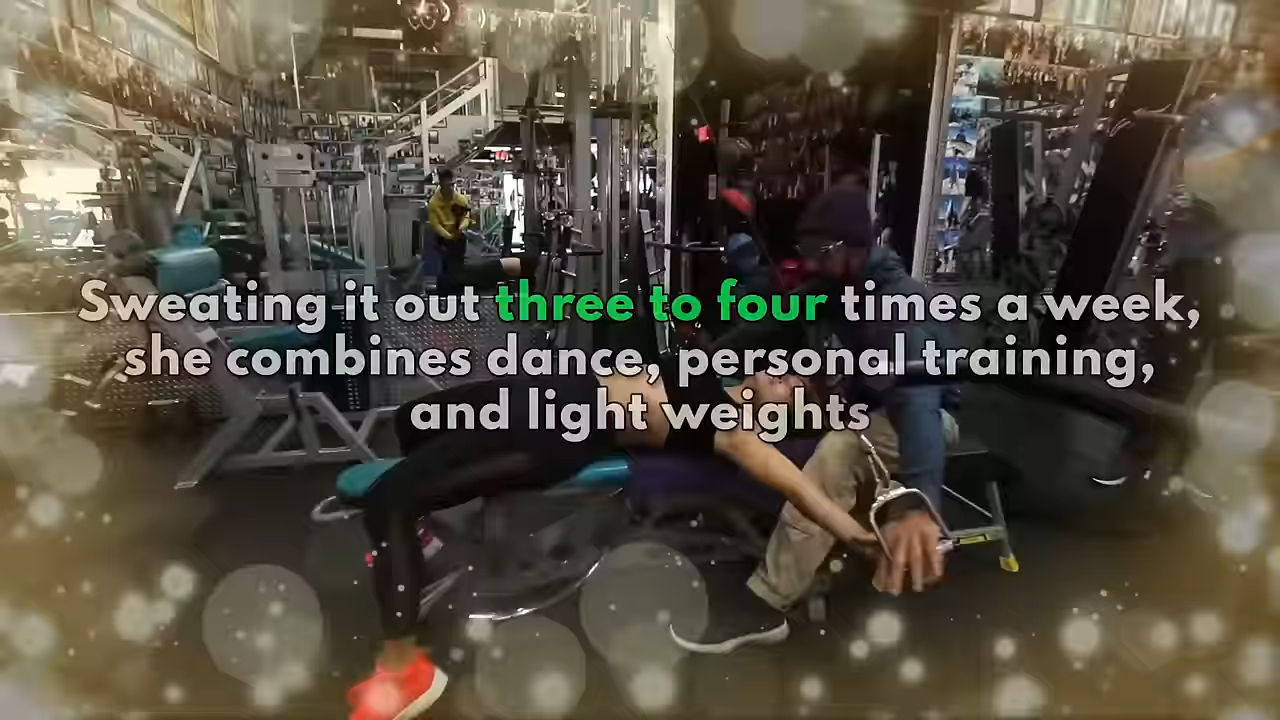 Sweating it out three to four times a week,
she combines dance, personal training,
and light weights